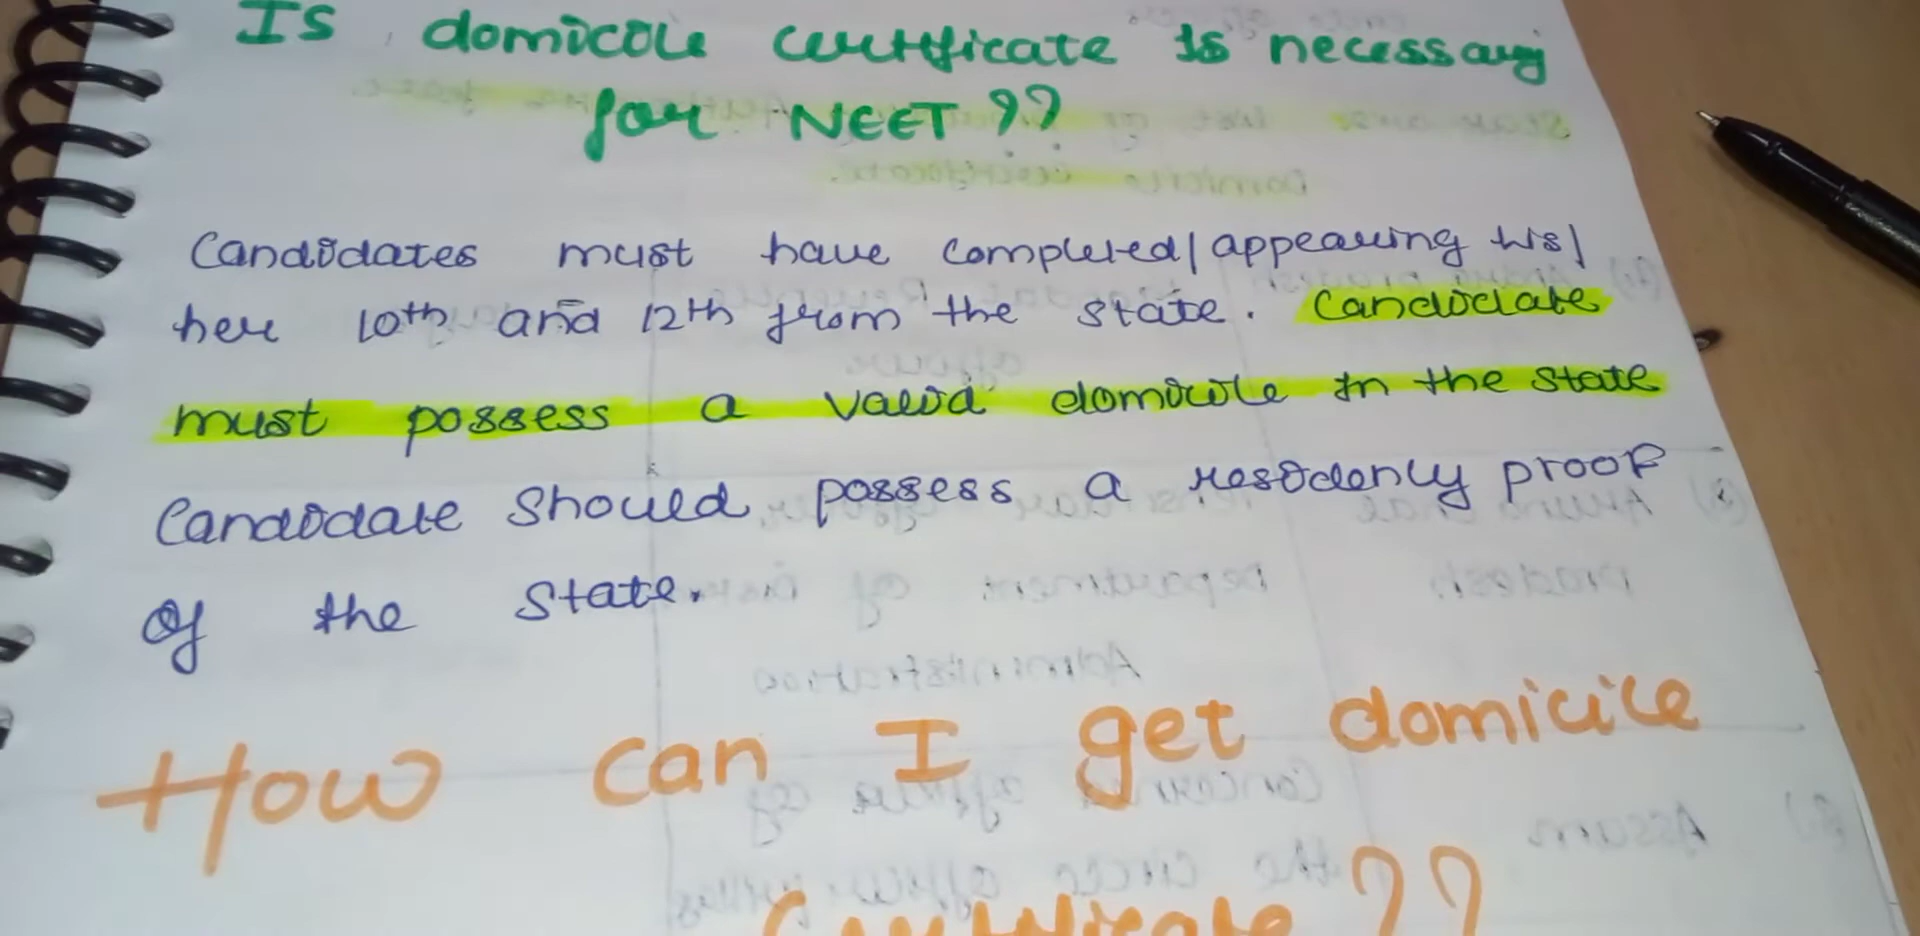 Is domicile certificate is necessary
for NEET ??
Candidates must have completed/appearing his/
her 10th and 12th from the state. Candidate
must possess a valid domicile in the state
Candidate should possess a residenly proof
of the state.
How can I get domicile
Certificate ??